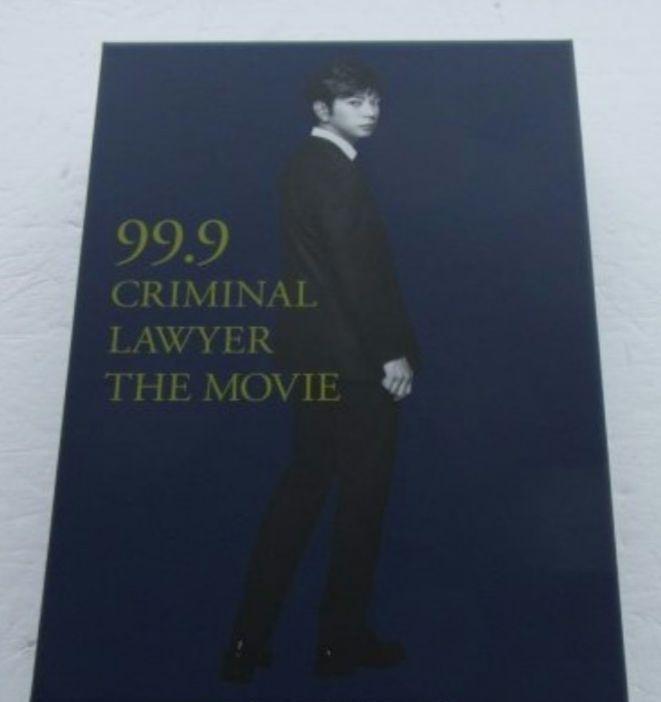 99.9
CRIMINAL
LAWYER
THE MOVIE